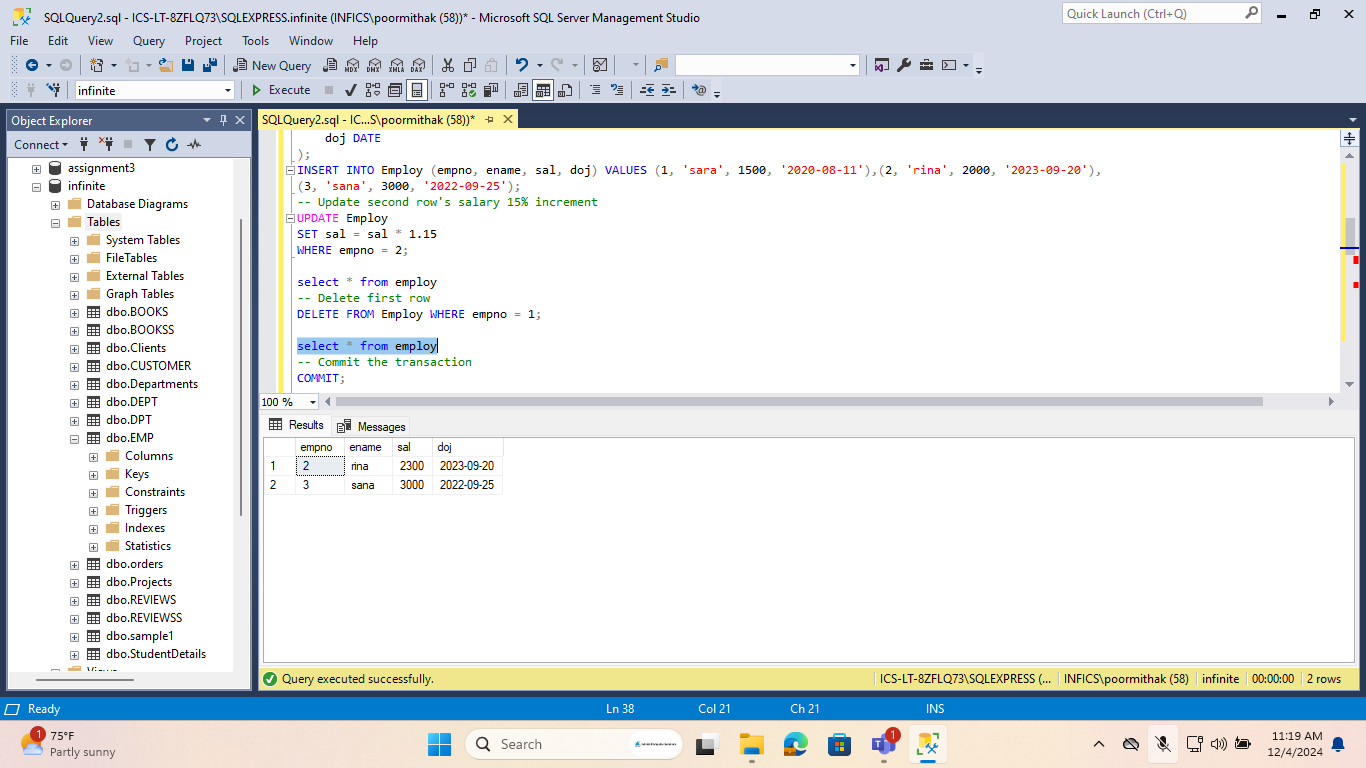 SQLQuery2.sql - ICS-LT-8ZFLQ73\SQLEXPRESS.infinite (INFICS\poormithak (58))* - Microsoft SQL Server Management Studio
Quick Launch (Ctrl+Q)
File Edit View Query Project Tools Window Help
New Query
MDX DMX XMLA DAX
infinite
Execute
Object Explorer
Connect
assignment3
infinite
Database Diagrams
Tables
System Tables
FileTables
External Tables
Graph Tables
dbo.BOOKS
dbo.BOOKSS
dbo.Clients
dbo.CUSTOMER
dbo.Departments
dbo.DEPT
dbo.DPT
dbo.EMP
Columns
Keys
Constraints
Triggers
Indexes
Statistics
dbo.orders
dbo.Projects
dbo.REVIEWS
dbo.REVIEWSS
dbo.sample1
dbo.StudentDetails
Views
SQLQuery2.sql - IC...S\poormithak (58))*
doj DATE
);
INSERT INTO Employ (empno, ename, sal, doj) VALUES (1, 'sara', 1500, '2020-08-11'),(2, 'rina', 2000, '2023-09-20'),
(3, 'sana', 3000, '2022-09-25');
-- Update second row's salary 15% increment
UPDATE Employ
SET sal = sal * 1.15
WHERE empno = 2;
select * from employ
-- Delete first row
DELETE FROM Employ WHERE empno = 1;
select * from employ
-- Commit the transaction
COMMIT;
100 %
Results Messages
empno ename sal doj
1 2 rina 2300 2023-09-20
2 3 sana 3000 2022-09-25
Query executed successfully.
ICS-LT-8ZFLQ73\SQLEXPRESS (... INFICS\poormithak (58) infinite 00:00:00 2 rows
Ready Ln 38 Col 21 Ch 21 INS
1
75°F
Partly sunny
Search
1
11:19 AM
12/4/2024